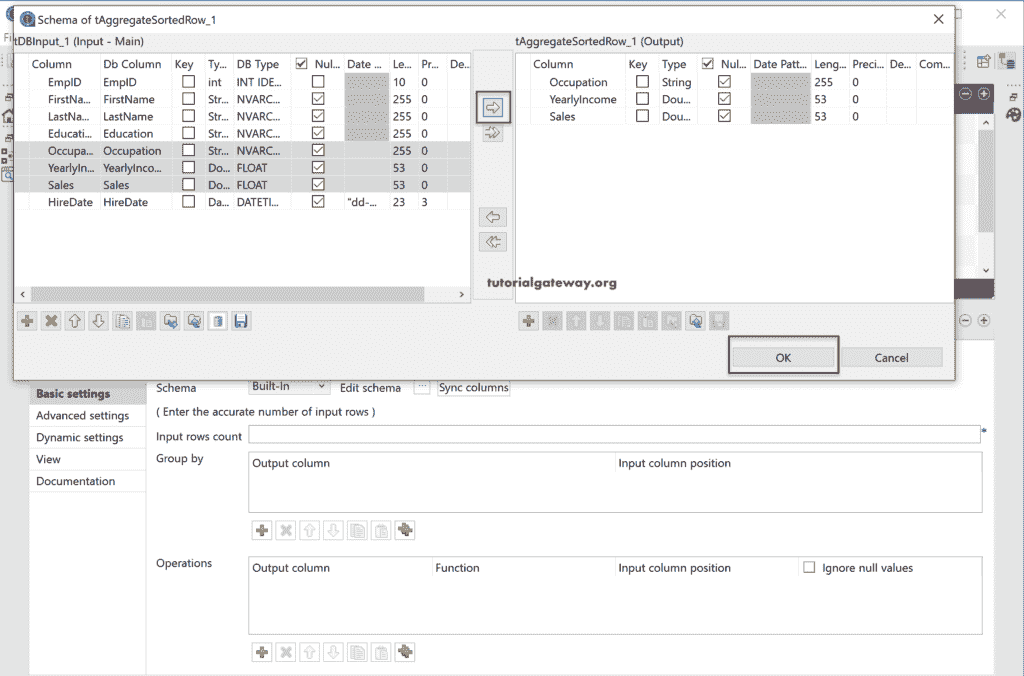 Schema of tAggregateSortedRow_1
tDBInput_1 (Input - Main)
Column Db Column Key Ty... DB Type Nul... Date ... Le... Pr... De...
EmpID EmpID int INT IDE... 10 0
FirstNa... FirstName Str... NVARC... 255 0
LastNa... LastName Str... NVARC... 255 0
Educati... Education Str... NVARC... 255 0
Occupa... Occupation Str... NVARC... 255 0
YearlyIn... YearlyInco... Do... FLOAT 53 0
Sales Sales Do... FLOAT 53 0
HireDate HireDate Da... DATETI... "dd-... 23 3
tAggregateSortedRow_1 (Output)
Column Key Type Nul... Date Patt... Leng... Preci... De... Com...
Occupation String 255 0
YearlyIncome Dou... 53 0
Sales Dou... 53 0
tutorialgateway.org
OK Cancel
Basic settings
Advanced settings
Dynamic settings
View
Documentation
Schema Built-In Edit schema ... Sync columns
( Enter the accurate number of input rows )
Input rows count *
Group by
Output column Input column position
Operations
Output column Function Input column position Ignore null values